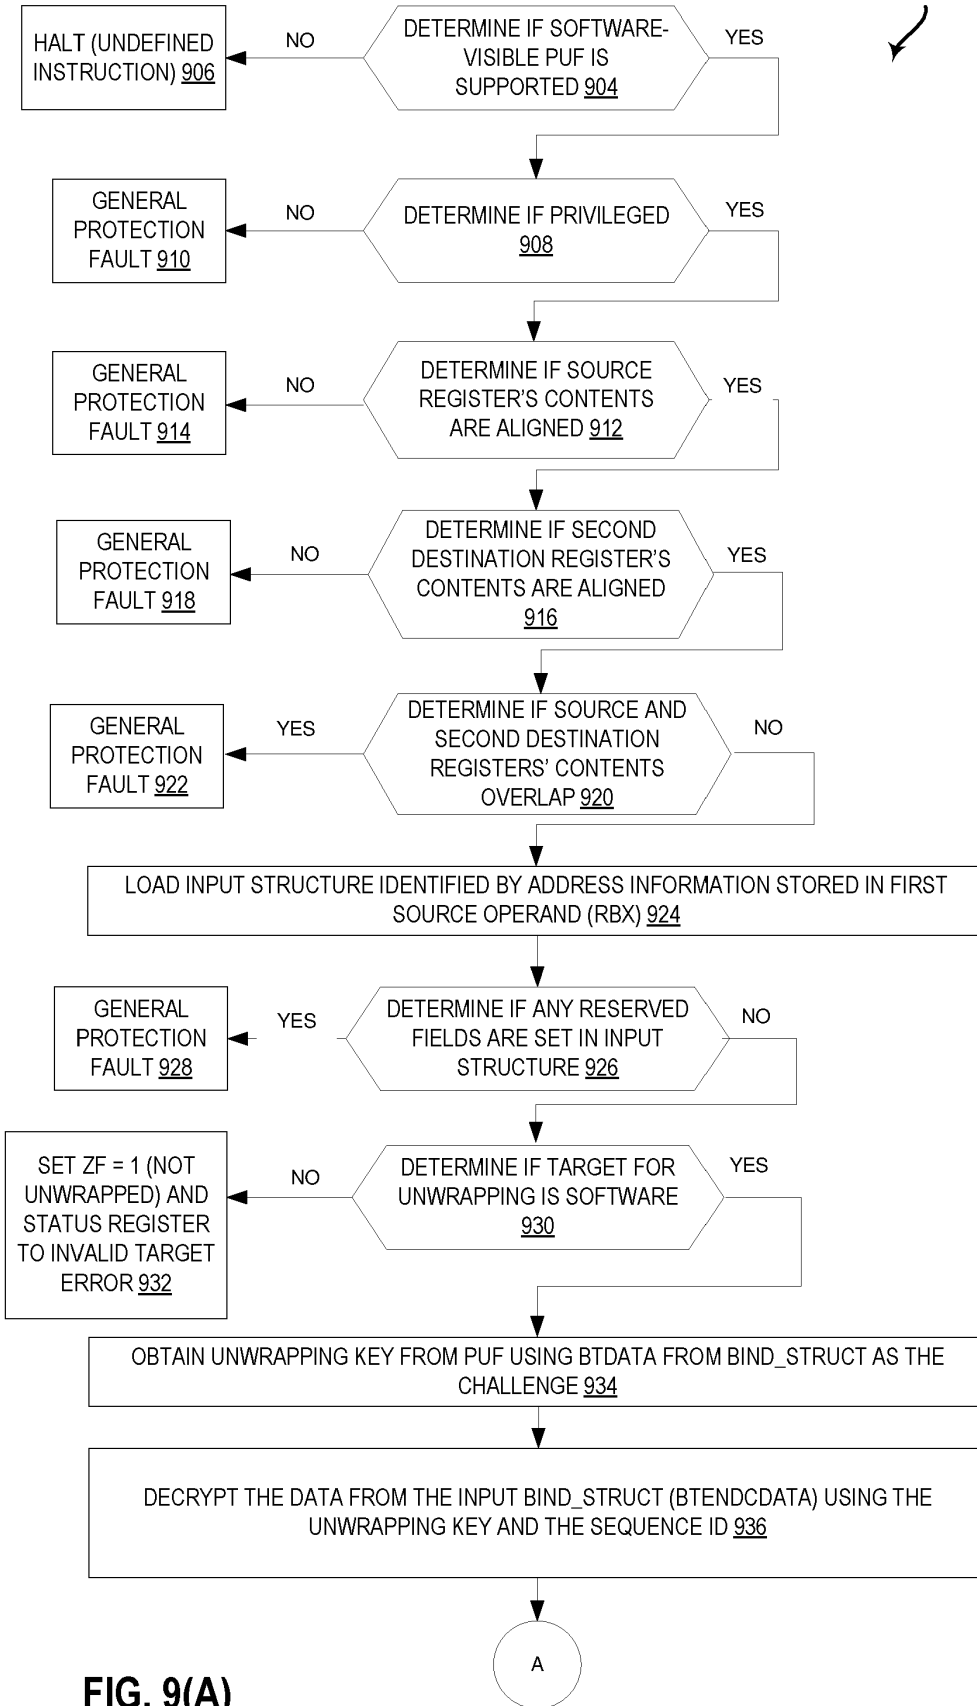 HALT (UNDEFINED
INSTRUCTION) 906
NO
DETERMINE IF SOFTWARE-
VISIBLE PUF IS
SUPPORTED 904
YES
GENERAL
PROTECTION
FAULT 910
NO
DETERMINE IF PRIVILEGED
908
YES
GENERAL
PROTECTION
FAULT 914
NO
DETERMINE IF SOURCE
REGISTER'S CONTENTS
ARE ALIGNED 912
YES
GENERAL
PROTECTION
FAULT 918
NO
DETERMINE IF SECOND
DESTINATION REGISTER'S
CONTENTS ARE ALIGNED
916
YES
GENERAL
PROTECTION
FAULT 922
YES
DETERMINE IF SOURCE AND
SECOND DESTINATION
REGISTERS' CONTENTS
OVERLAP 920
NO
LOAD INPUT STRUCTURE IDENTIFIED BY ADDRESS INFORMATION STORED IN FIRST
SOURCE OPERAND (RBX) 924
GENERAL
PROTECTION
FAULT 928
YES
DETERMINE IF ANY RESERVED
FIELDS ARE SET IN INPUT
STRUCTURE 926
NO
SET ZF = 1 (NOT
UNWRAPPED) AND
STATUS REGISTER
TO INVALID TARGET
ERROR 932
NO
DETERMINE IF TARGET FOR
UNWRAPPING IS SOFTWARE
930
YES
OBTAIN UNWRAPPING KEY FROM PUF USING BTDATA FROM BIND_STRUCT AS THE
CHALLENGE 934
DECRYPT THE DATA FROM THE INPUT BIND_STRUCT (BTENDCDATA) USING THE
UNWRAPPING KEY AND THE SEQUENCE ID 936
A
FIG. 9(A)